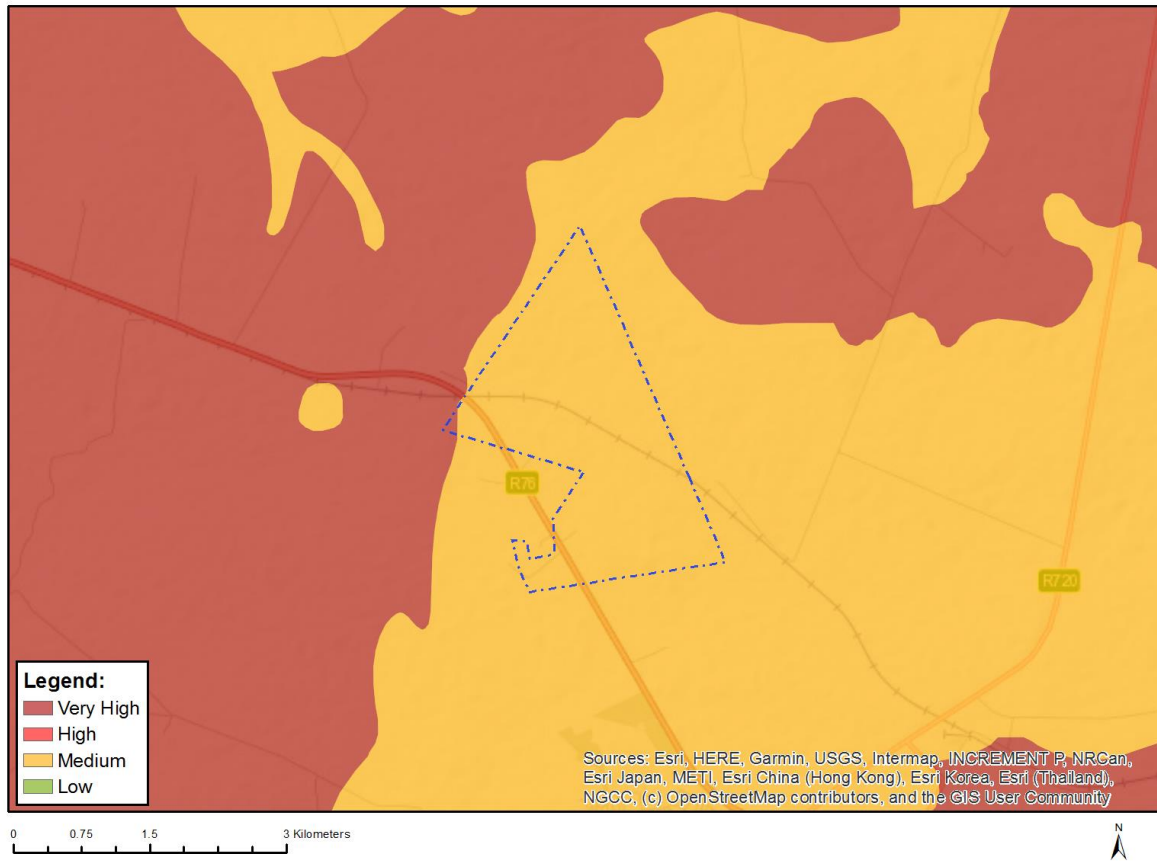 R76
R720
Legend:
Very High
High
Medium
Low
Sources: Esri, HERE, Garmin, USGS, Intermap, INCREMENT P, NRCan,
Esri Japan, METI, Esri China (Hong Kong), Esri Korea, Esri (Thailand),
NGCC, (c) OpenStreetMap contributors, and the GIS User Community
0 0.75 1.5 3 Kilometers
N